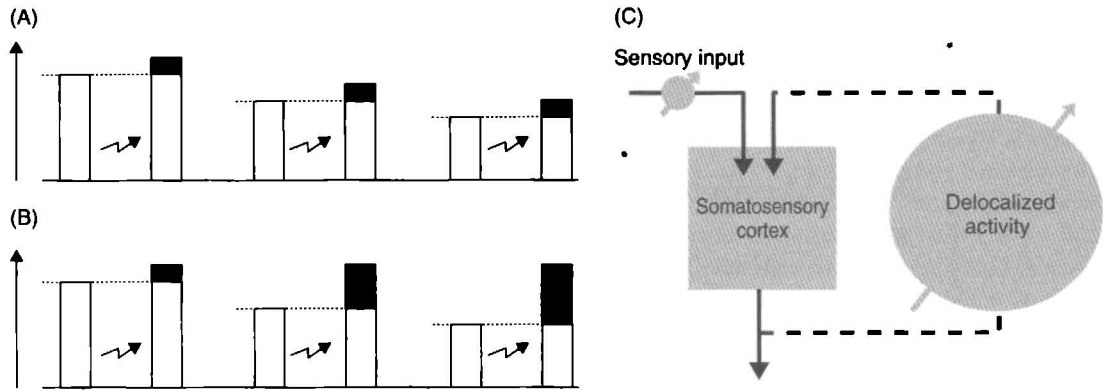 (A)
(B)
(C)
Sensory input
Somatosensory
cortex
Delocalized
activity